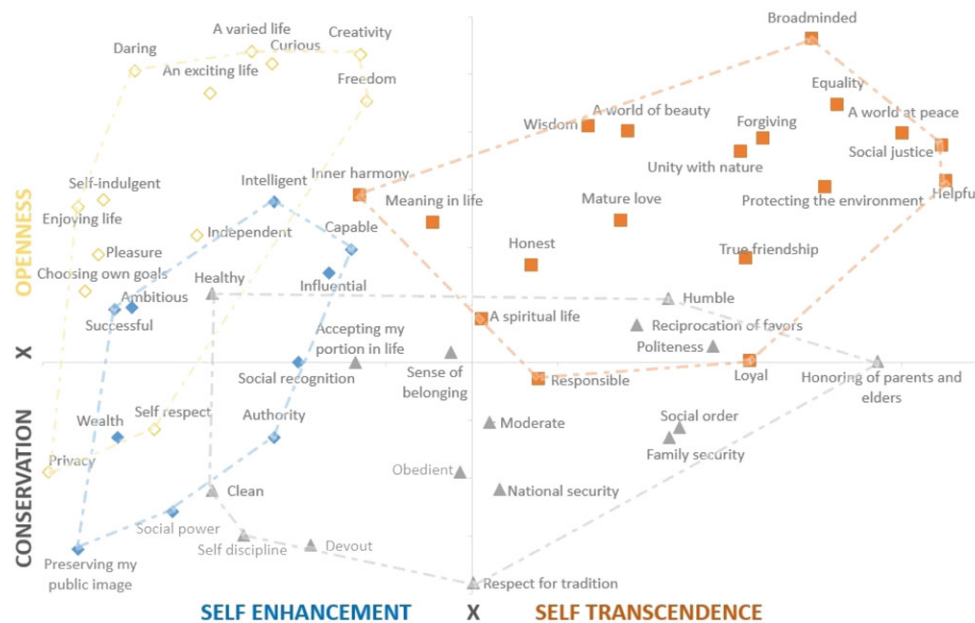 Broadminded
A varied life
Creativity
Daring
Curious
An exciting life
Freedom
Equality
A world of beauty
A world at peace
Wisdom
Forgiving
Unity with nature
Social justice
Inner harmony
Self-indulgent
Intelligent
Meaning in life
Mature love
Protecting the environment
Helpful
Enjoying life
Independent
Capable
Honest
True friendship
Pleasure
Choosing own goals
Healthy
Influential
Ambitious
Successful
Humble
A spiritual life
Reciprocation of favors
Accepting my
portion in life
Politeness
Sense of
belonging
Social recognition
Responsible
Loyal
Honoring of parents and
elders
Wealth
Self respect
Authority
Moderate
Social order
Family security
Privacy
Obedient
Clean
National security
Social power
Self discipline
Devout
Preserving my
public image
Respect for tradition
OPENNESS
X
CONSERVATION
SELF ENHANCEMENT X SELF TRANSCENDENCE